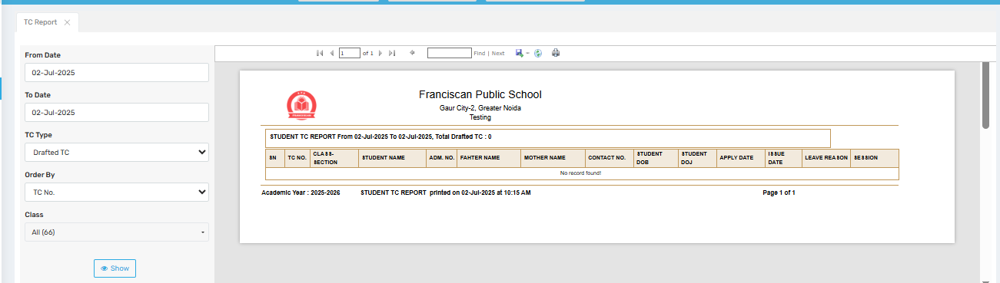 TC Report
From Date
02-Jul-2025
To Date
02-Jul-2025
TC Type
Drafted TC
Order By
TC No.
Class
All (66)
Show
1 of 1 Find | Next
Franciscan Public School
Gaur City-2, Greater Noida
Testing
STUDENT TC REPORT From 02-Jul-2025 To 02-Jul-2025, Total Drafted TC : 0
SN TC NO. CLASS-SECTION STUDENT NAME ADM. NO. FAHTER NAME MOTHER NAME CONTACT NO. STUDENT DOB STUDENT DOJ APPLY DATE ISSUE DATE LEAVE REASON SESSION
No record found!
Academic Year : 2025-2026 STUDENT TC REPORT printed on 02-Jul-2025 at 10:15 AM Page 1 of 1